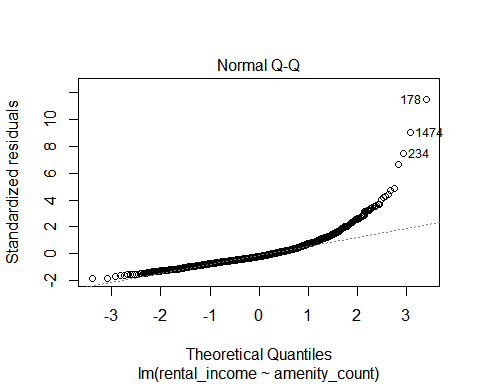 Normal Q-Q
Standardized residuals
10
8
6
4
2
0
-2
178
1474
234
-3 -2 -1 0 1 2 3
Theoretical Quantiles
lm(rental_income ~ amenity_count)